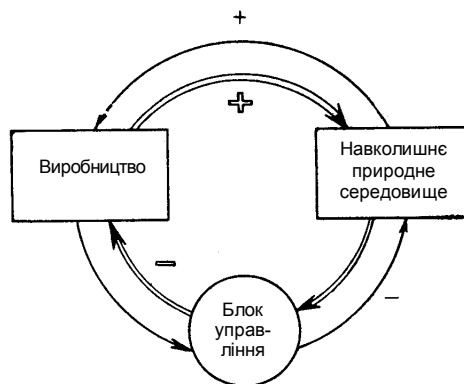 +
+
Виробництво
Навколишнє
природне
середовище
–
–
Блок
управ-
ління